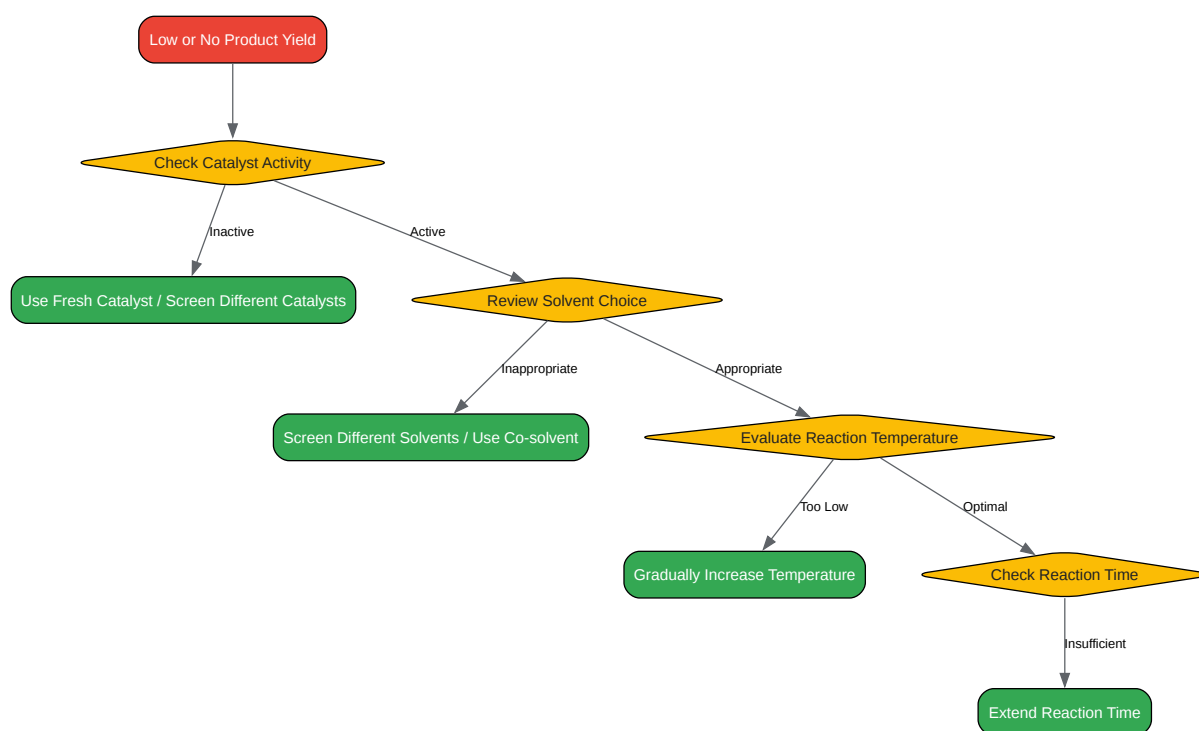 Low or No Product Yield
Check Catalyst Activity
Inactive
Active
Use Fresh Catalyst / Screen Different Catalysts
Review Solvent Choice
Inappropriate
Appropriate
Screen Different Solvents / Use Co-solvent
Evaluate Reaction Temperature
Too Low
Optimal
Gradually Increase Temperature
Check Reaction Time
Insufficient
Extend Reaction Time